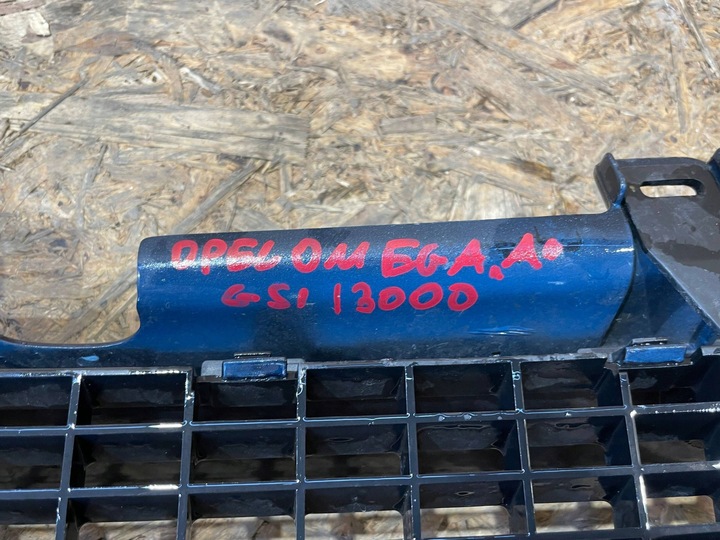 OPEL OMEGA „A"
GSI 13000